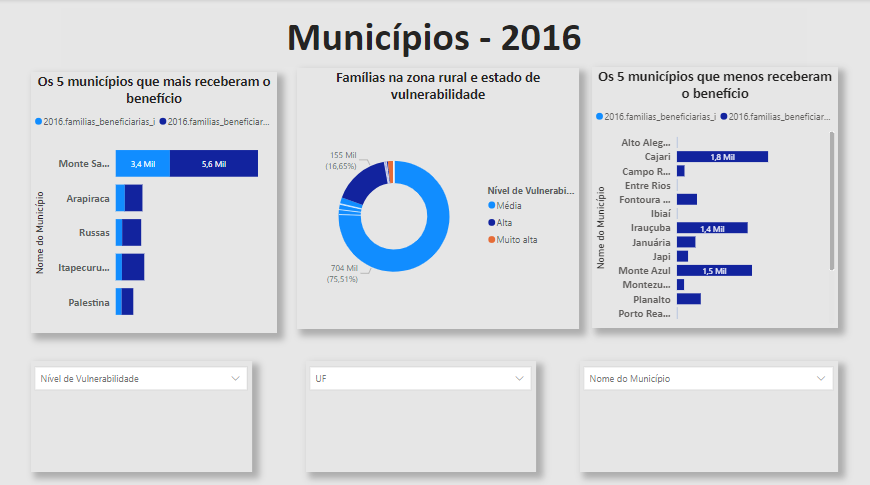 Municípios - 2016
Os 5 municípios que mais receberam o
benefício
2016.familias_beneficiarias_i
2016.familias_beneficiar...
Nome do Município
Monte Sa...
3,4 Mil
5,6 Mil
Arapiraca
Russas
Itapecuru...
Palestina
Famílias na zona rural e estado de
vulnerabilidade
155 Mil
(16,65%)
704 Mil
(75,51%)
Nível de Vulnerabi...
Média
Alta
Muito alta
Os 5 municípios que menos receberam
o benefício
2016.familias_beneficiarias_i
2016.familias_beneficiar...
Nome do Município
Alto Aleg...
Cajari
1,8 Mil
Campo R...
Entre Rios
Fontoura ...
Ibiaí
Irauçuba
1,4 Mil
Januária
Japi
Monte Azul
1,5 Mil
Montezu...
Planalto
Porto Rea...
Nível de Vulnerabilidade
UF
Nome do Município